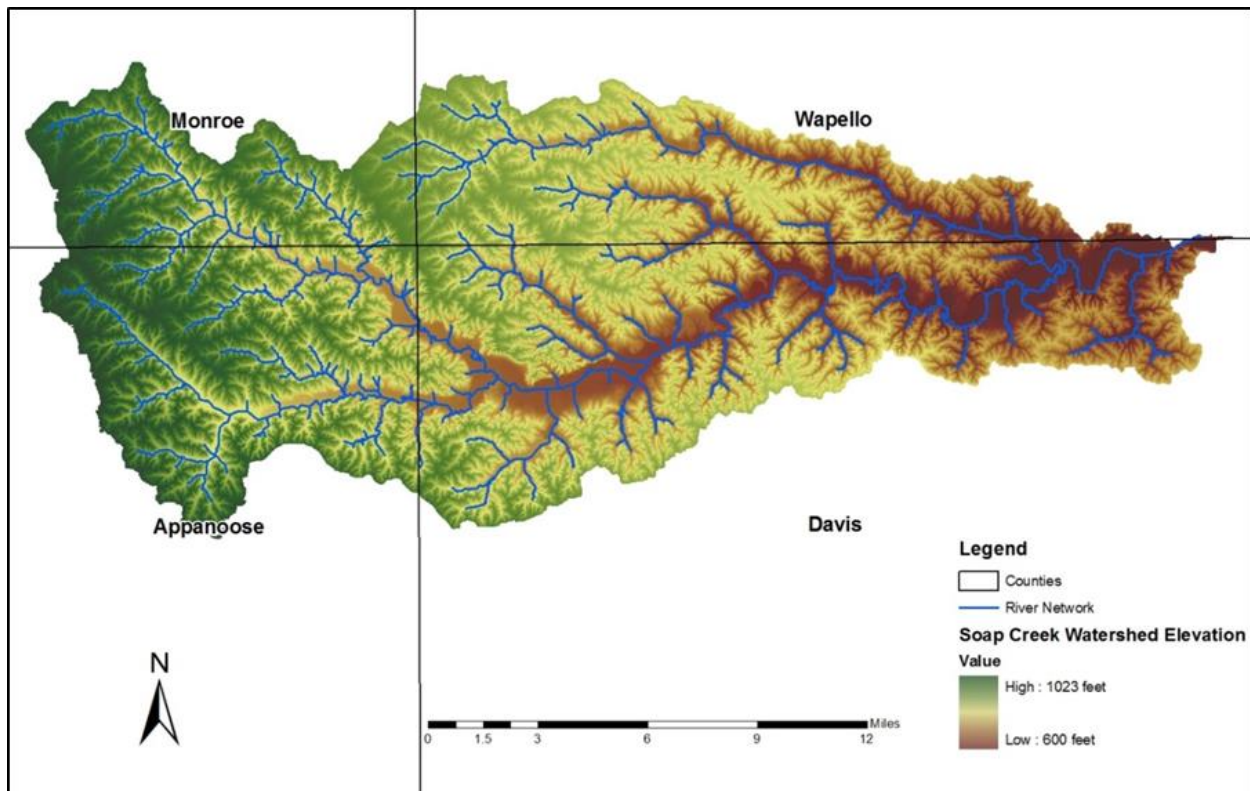 Monroe
Wapello
Appanoose
Davis
Legend
Counties
River Network
Soap Creek Watershed Elevation
Value
High : 1023 feet
Low : 600 feet
N
Miles
0 1.5 3 6 9 12